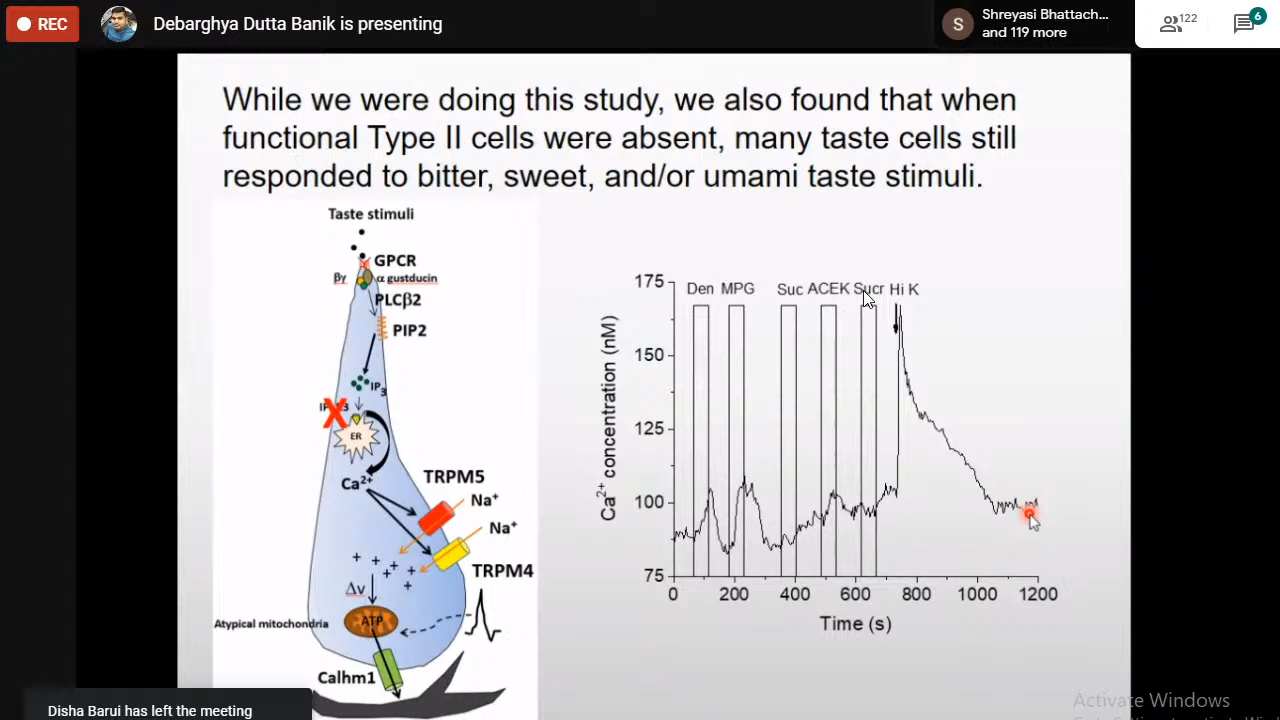 REC
Debarghya Dutta Banik is presenting
S
Shreyasi Bhattach...
and 119 more
122
6
While we were doing this study, we also found that when
functional Type II cells were absent, many taste cells still
responded to bitter, sweet, and/or umami taste stimuli.
Taste stimuli
GPCR
βγ
α gustducin
PLCβ2
PIP2
IP3
X
ER
Ca2+
TRPM5
Na+
Na+
TRPM4
+ + + + + +
Δv
ATP
Atypical mitochondria
Calhm1
Den MPG Suc ACEK Sucr Hi K
175
150
125
100
75
Ca2+ concentration (nM)
0 200 400 600 800 1000 1200
Time (s)
Activate Windows
Disha Barui has left the meeting